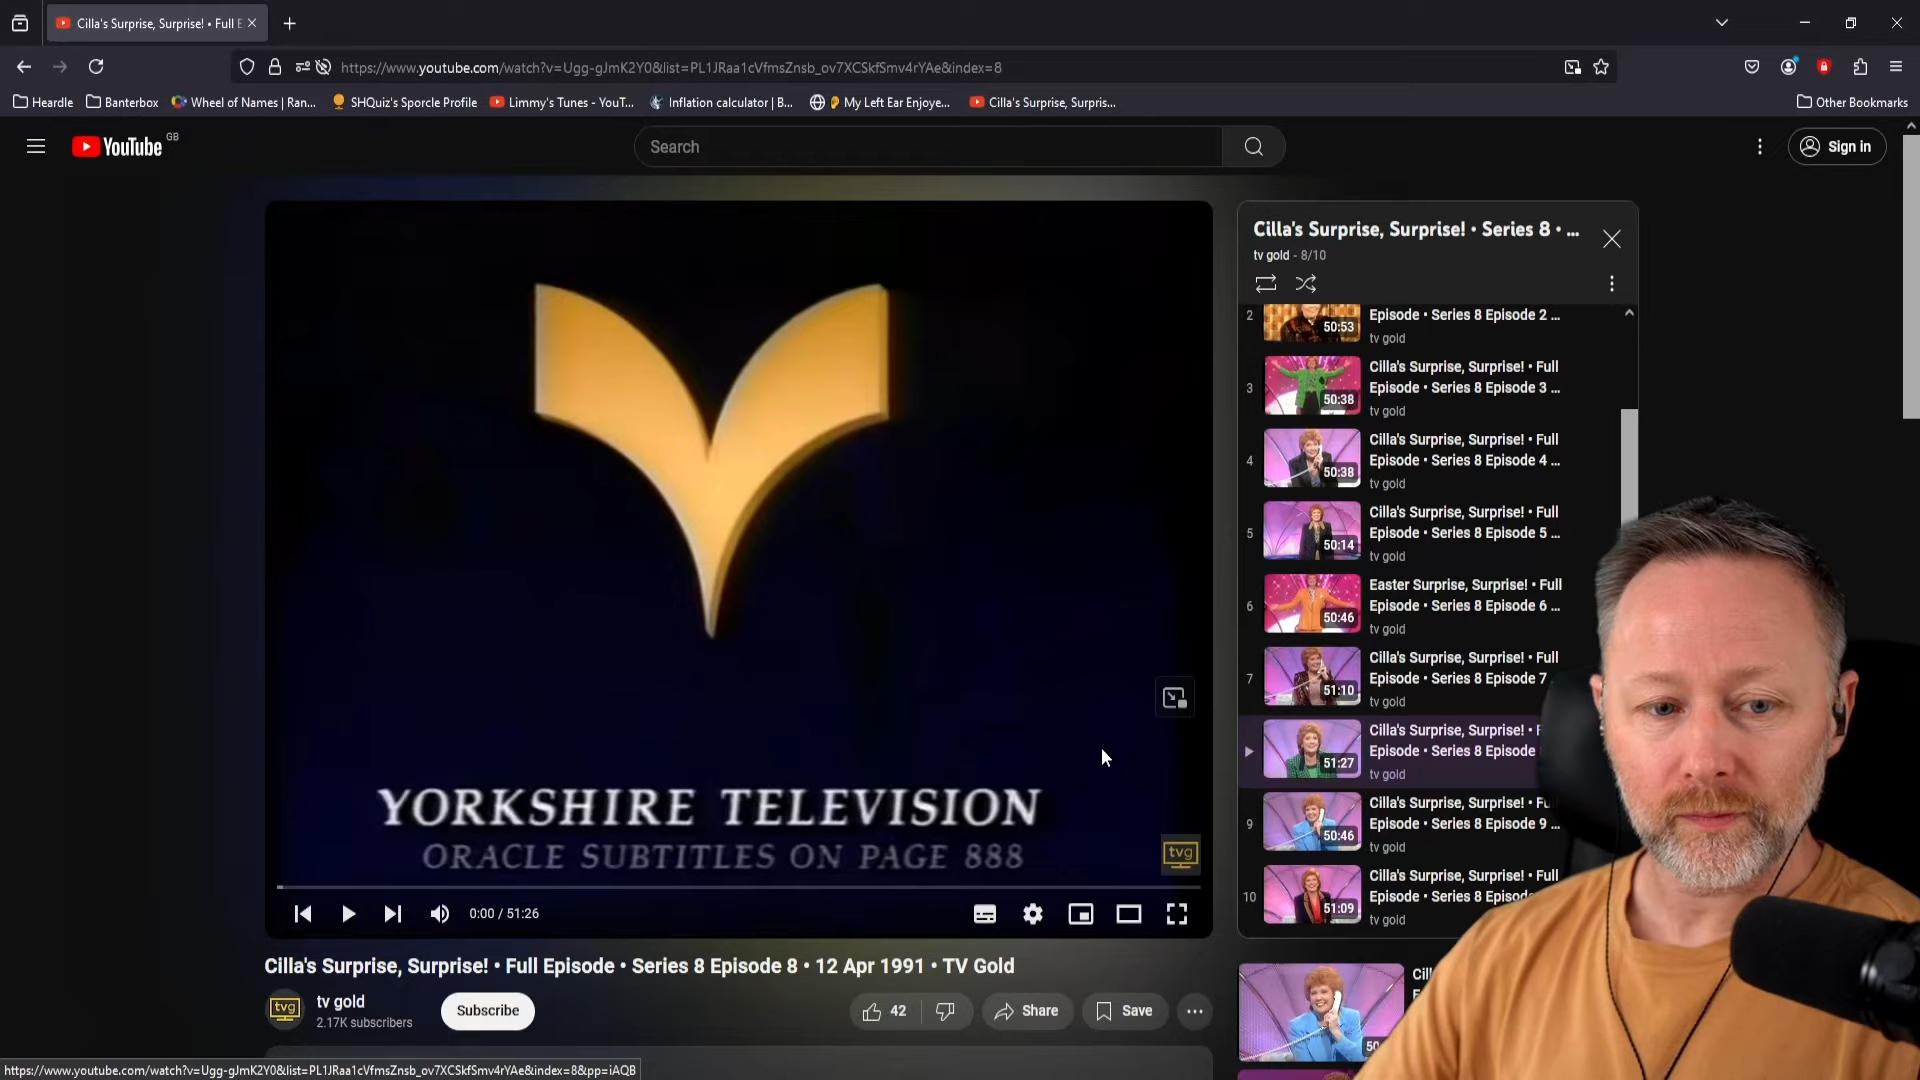 Cilla's Surprise, Surprise! • Full E
https://www.youtube.com/watch?v=Ugg-gJmK2Y0&list=PL1JRaa1cVfmsZnsb_ov7XCSkfSmv4rYAe&index=8
Heardle
Banterbox
Wheel of Names | Ran...
SHQuiz's Sporcle Profile
Limmy's Tunes - YouT...
Inflation calculator | B...
My Left Ear Enjoye...
Cilla's Surprise, Surpris...
Other Bookmarks
YouTube GB
Search
Sign in
YORKSHIRE TELEVISION
ORACLE SUBTITLES ON PAGE 888
tvg
0:00 / 51:26
Cilla's Surprise, Surprise! • Full Episode • Series 8 Episode 8 • 12 Apr 1991 • TV Gold
tvg
tv gold
2.17K subscribers
Subscribe
42
Share
Save
Cilla's Surprise, Surprise! • Series 8 • ...
tv gold - 8/10
2
50:53
Episode • Series 8 Episode 2 ...
tv gold
3
50:38
Cilla's Surprise, Surprise! • Full
Episode • Series 8 Episode 3 ...
tv gold
4
50:38
Cilla's Surprise, Surprise! • Full
Episode • Series 8 Episode 4 ...
tv gold
5
50:14
Cilla's Surprise, Surprise! • Full
Episode • Series 8 Episode 5 ...
tv gold
6
50:46
Easter Surprise, Surprise! • Full
Episode • Series 8 Episode 6 ...
tv gold
7
51:10
Cilla's Surprise, Surprise! • Full
Episode • Series 8 Episode 7
tv gold
51:27
Cilla's Surprise, Surprise! •
Episode • Series 8 Episode
tv gold
9
50:46
Cilla's Surprise, Surprise! • Fu
Episode • Series 8 Episode 9 ...
tv gold
10
51:09
Cilla's Surprise, Surprise! • Full
Episode • Series 8 Episode
tv gold
Cill
50
https://www.youtube.com/watch?v=Ugg-gJmK2Y0&list=PL1JRaa1cVfmsZnsb_ov7XCSkfSmv4rYAe&index=8&pp=iAQB